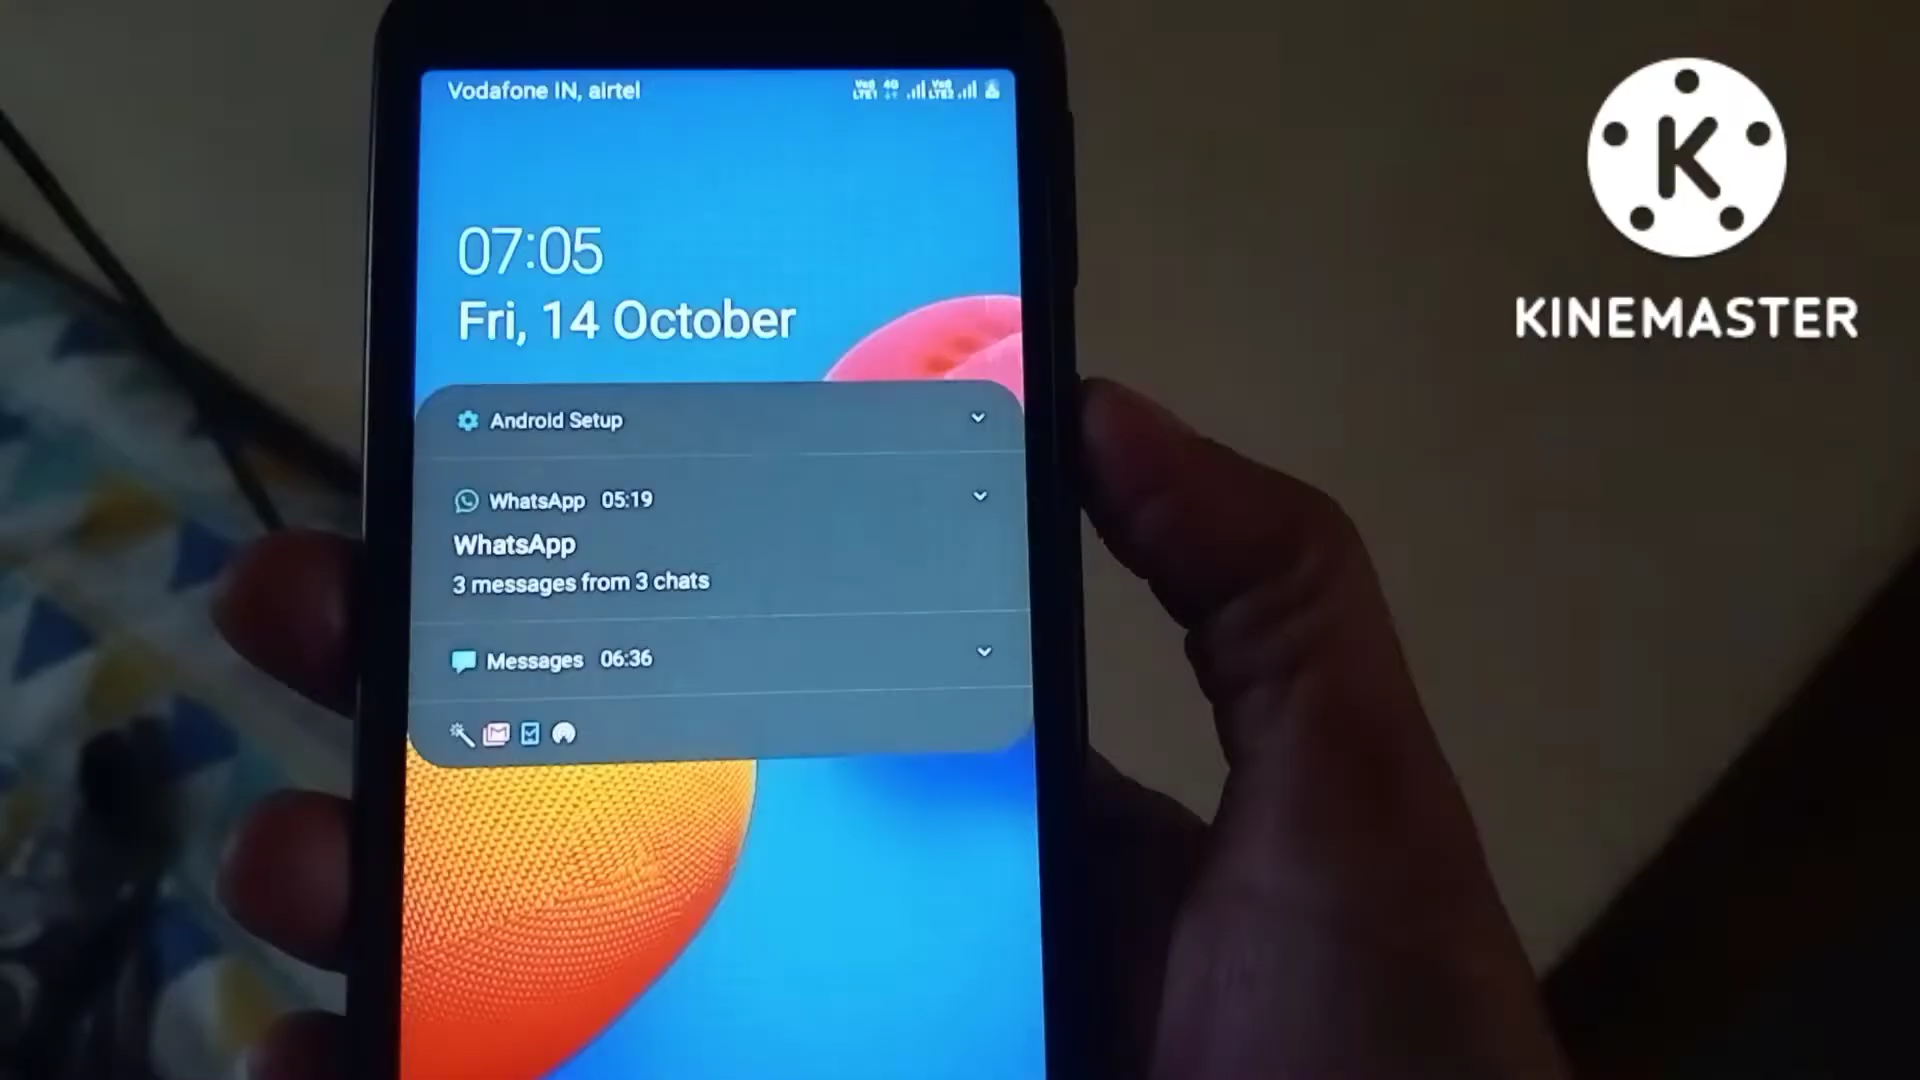 Vodafone IN, airtel
07:05
Fri, 14 October
Android Setup
WhatsApp 05:19
WhatsApp
3 messages from 3 chats
Messages 06:36
K
KINEMASTER